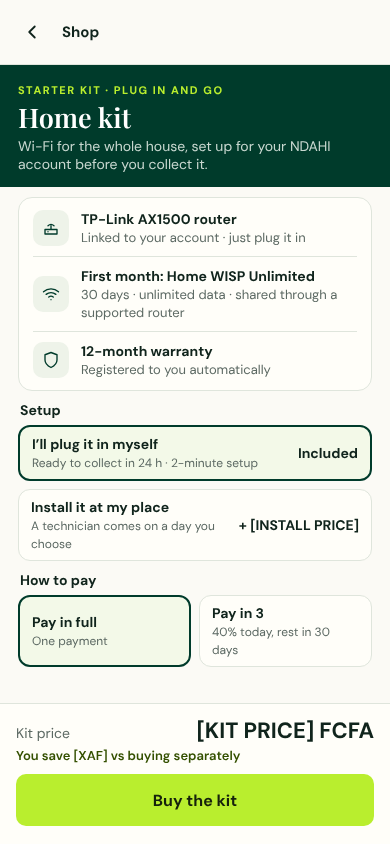 Shop
STARTER KIT · PLUG IN AND GO
Home kit
Wi-Fi for the whole house, set up for your NDAHI
account before you collect it.
TP-Link AX1500 router
Linked to your account · just plug it in
First month: Home WISP Unlimited
30 days · unlimited data · shared through a
supported router
12-month warranty
Registered to you automatically
Setup
I'll plug it in myself
Ready to collect in 24 h · 2-minute setup
Included
Install it at my place
A technician comes on a day you
choose
+ [INSTALL PRICE]
How to pay
Pay in full
One payment
Pay in 3
40% today, rest in 30
days
Kit price
[KIT PRICE] FCFA
You save [XAF] vs buying separately
Buy the kit